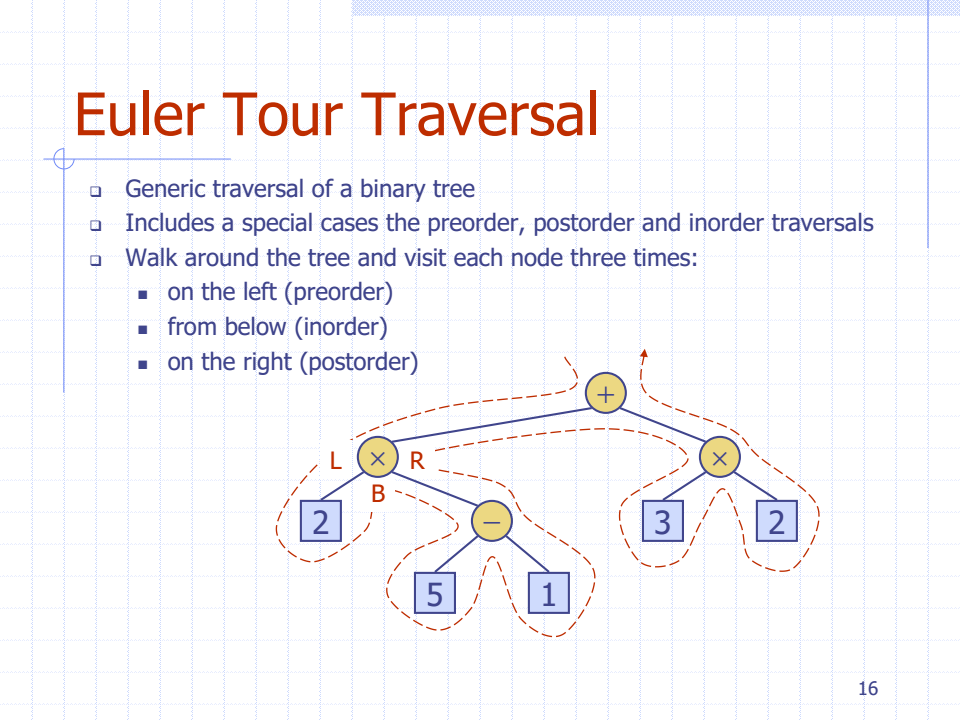 Euler Tour Traversal
Generic traversal of a binary tree
Includes a special cases the preorder, postorder and inorder traversals
Walk around the tree and visit each node three times:
on the left (preorder)
from below (inorder)
on the right (postorder)
+
L × R ×
B
2 − 3 2
5 1
16